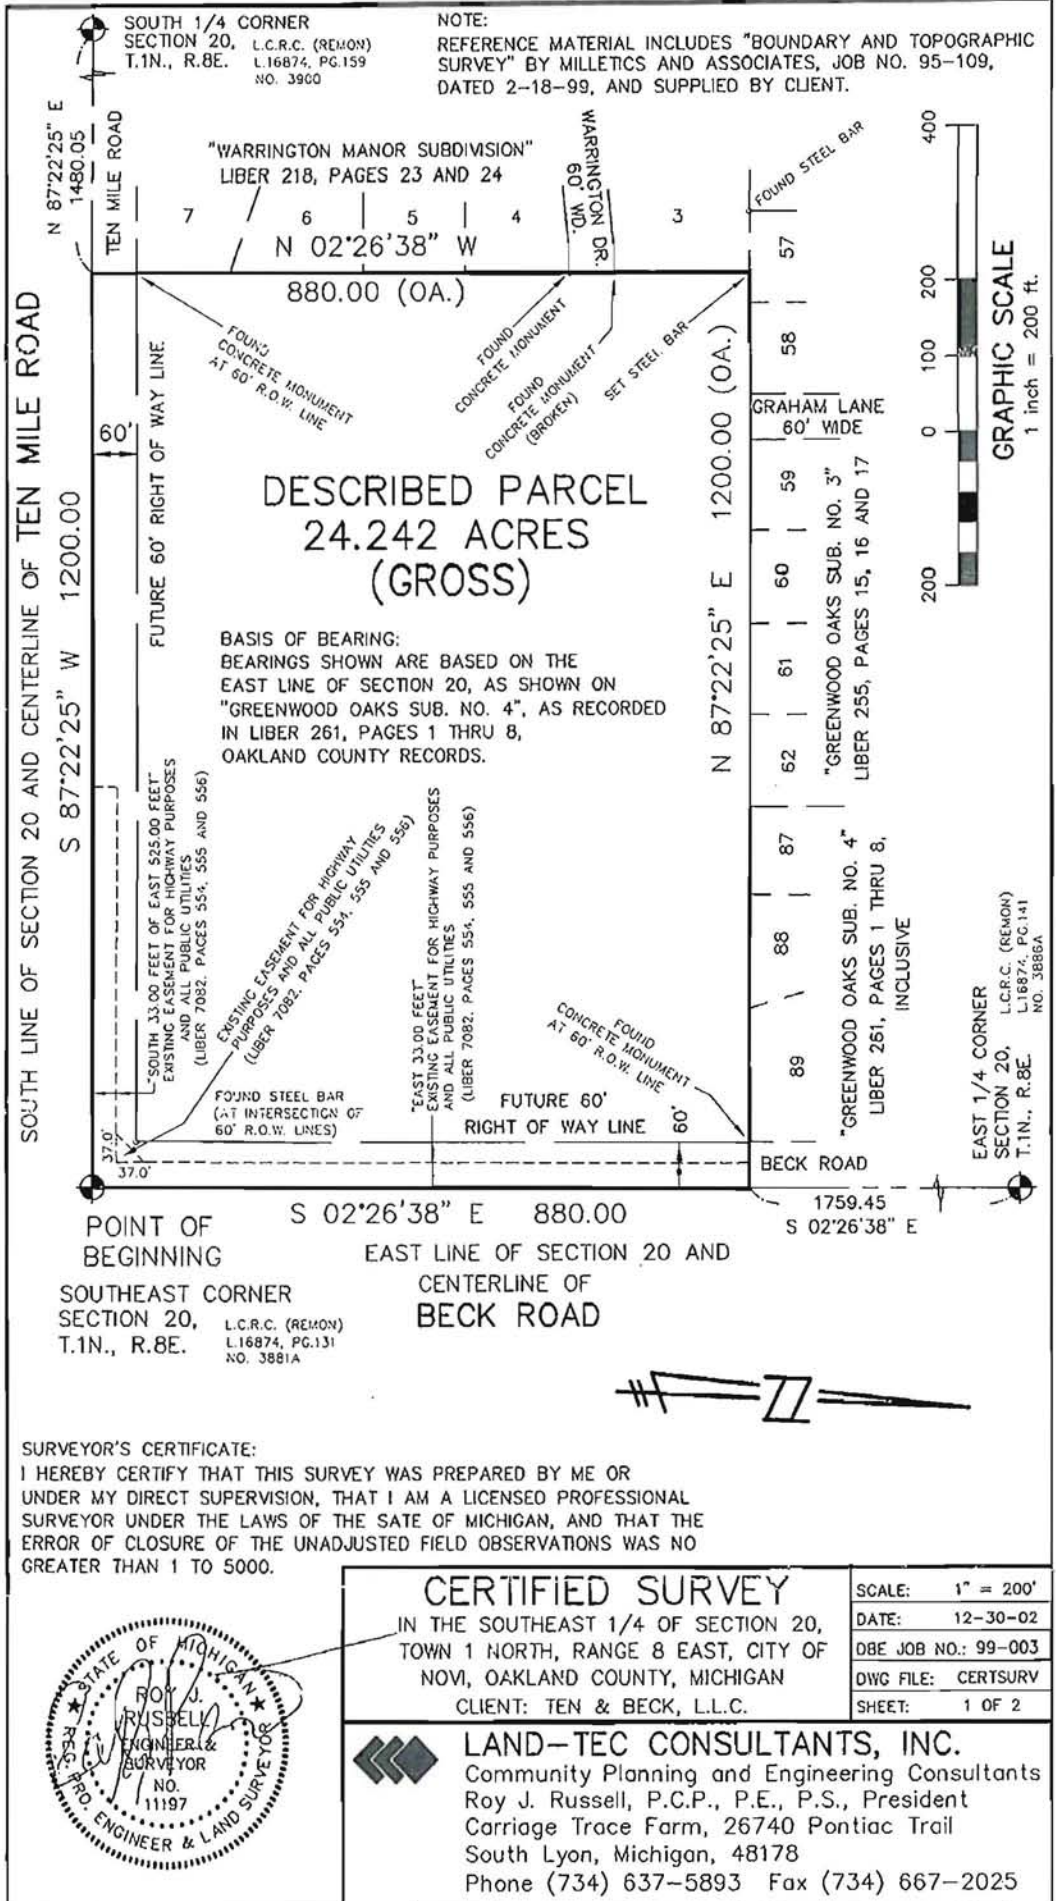 SOUTH 1/4 CORNER
SECTION 20,
T.1N., R.8E.
L.C.R.C. (REMON)
L.16874, PG.159
NO. 3900
NOTE:
REFERENCE MATERIAL INCLUDES "BOUNDARY AND TOPOGRAPHIC
SURVEY" BY MILLETICS AND ASSOCIATES, JOB NO. 95-109,
DATED 2-18-99, AND SUPPLIED BY CLIENT.
N 87°22'25" E
1480.05
TEN MILE ROAD
"WARRINGTON MANOR SUBDIVISION"
LIBER 218, PAGES 23 AND 24
WARRINGTON DR.
60' WD.
FOUND STEEL BAR
7
6
5
4
3
N 02°26'38" W
880.00 (OA.)
57
58
GRAHAM LANE
60' WIDE
59
60
61
62
87
88
89
400
200
100
0
200
GRAPHIC SCALE
1 inch = 200 ft.
FOUND
CONCRETE MONUMENT
AT 60' R.O.W. LINE
FOUND
CONCRETE MONUMENT
FOUND
CONCRETE MONUMENT
(BROKEN)
SET STEEL BAR
60'
FUTURE 60' RIGHT OF WAY LINE
SOUTH LINE OF SECTION 20 AND CENTERLINE OF TEN MILE ROAD
S 87°22'25" W 1200.00
N 87°22'25" E 1200.00 (OA.)
DESCRIBED PARCEL
24.242 ACRES
(GROSS)
BASIS OF BEARING:
BEARINGS SHOWN ARE BASED ON THE
EAST LINE OF SECTION 20, AS SHOWN ON
"GREENWOOD OAKS SUB. NO. 4", AS RECORDED
IN LIBER 261, PAGES 1 THRU 8,
OAKLAND COUNTY RECORDS.
"GREENWOOD OAKS SUB. NO. 3"
LIBER 255, PAGES 15, 16 AND 17
"GREENWOOD OAKS SUB. NO. 4"
LIBER 261, PAGES 1 THRU 8,
INCLUSIVE
"SOUTH 33.00 FEET OF EAST 525.00 FEET"
EXISTING EASEMENT FOR HIGHWAY PURPOSES
AND ALL PUBLIC UTILITIES
(LIBER 7082, PAGES 554, 555 AND 556)
EXISTING EASEMENT FOR HIGHWAY
PURPOSES AND ALL PUBLIC UTILITIES
(LIBER 7082, PAGES 554, 555 AND 556)
"EAST 33.00 FEET"
EXISTING EASEMENT FOR HIGHWAY PURPOSES
AND ALL PUBLIC UTILITIES
(LIBER 7082, PAGES 554, 555 AND 556)
FOUND
CONCRETE MONUMENT
AT 60' R.O.W. LINE
EAST 1/4 CORNER
SECTION 20,
T.1N., R.8E.
L.C.R.C. (REMON)
L.16874, PG.141
NO. 3886A
FOUND STEEL BAR
(AT INTERSECTION OF
60' R.O.W. LINES)
FUTURE 60'
RIGHT OF WAY LINE
60'
37.0'
37.0'
BECK ROAD
1759.45
S 02°26'38" E
S 02°26'38" E 880.00
POINT OF
BEGINNING
EAST LINE OF SECTION 20 AND
CENTERLINE OF
BECK ROAD
SOUTHEAST CORNER
SECTION 20,
T.1N., R.8E.
L.C.R.C. (REMON)
L.16874, PG.131
NO. 3881A
SURVEYOR'S CERTIFICATE:
I HEREBY CERTIFY THAT THIS SURVEY WAS PREPARED BY ME OR
UNDER MY DIRECT SUPERVISION, THAT I AM A LICENSED PROFESSIONAL
SURVEYOR UNDER THE LAWS OF THE SATE OF MICHIGAN, AND THAT THE
ERROR OF CLOSURE OF THE UNADJUSTED FIELD OBSERVATIONS WAS NO
GREATER THAN 1 TO 5000.
STATE OF MICHIGAN
ROY J.
RUSSELL
ENGINEER &
SURVEYOR
NO.
11197
REG. PRO. ENGINEER & LAND SURVEYOR
CERTIFIED SURVEY
IN THE SOUTHEAST 1/4 OF SECTION 20,
TOWN 1 NORTH, RANGE 8 EAST, CITY OF
NOVI, OAKLAND COUNTY, MICHIGAN
CLIENT: TEN & BECK, L.L.C.
SCALE: 1" = 200'
DATE: 12-30-02
DBE JOB NO.: 99-003
DWG FILE: CERTSURV
SHEET: 1 OF 2
LAND-TEC CONSULTANTS, INC.
Community Planning and Engineering Consultants
Roy J. Russell, P.C.P., P.E., P.S., President
Carriage Trace Farm, 26740 Pontiac Trail
South Lyon, Michigan, 48178
Phone (734) 637-5893 Fax (734) 667-2025